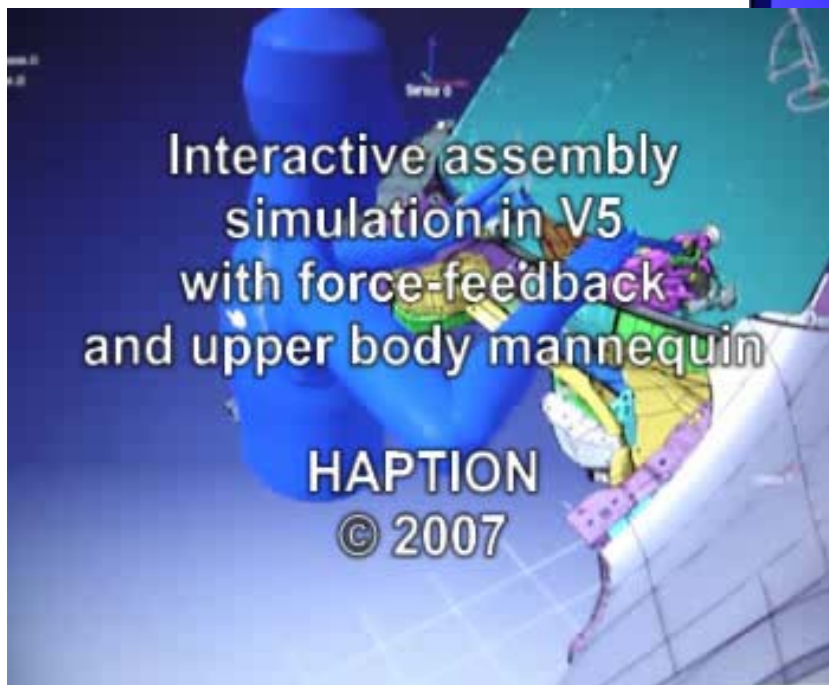 Interactive assembly
simulation in V5
with force-feedback
and upper body mannequin
HAPTION
© 2007